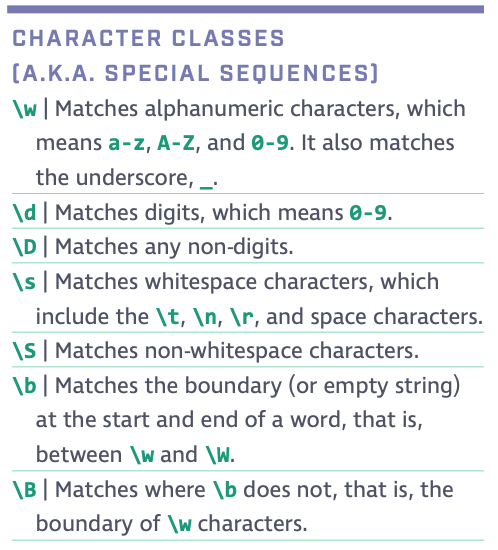 CHARACTER CLASSES
(A.K.A. SPECIAL SEQUENCES)
\w | Matches alphanumeric characters, which
means a-z, A-Z, and 0-9. It also matches
the underscore, _.
\d | Matches digits, which means 0-9.
\D | Matches any non-digits.
\s | Matches whitespace characters, which
include the \t, \n, \r, and space characters.
\S | Matches non-whitespace characters.
\b | Matches the boundary (or empty string)
at the start and end of a word, that is,
between \w and \W.
\B | Matches where \b does not, that is, the
boundary of \w characters.